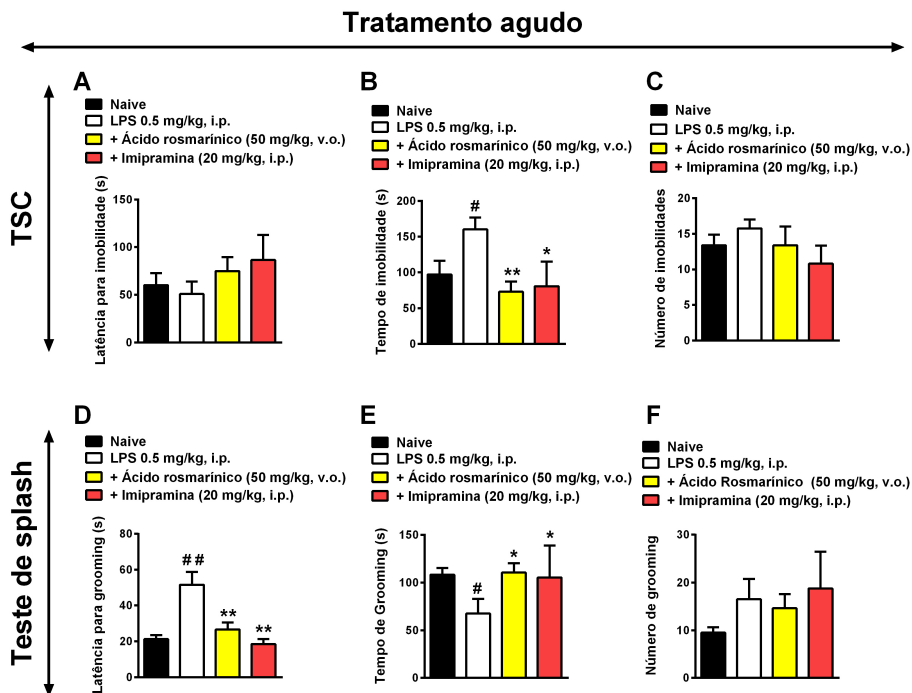 Tratamento agudo
TSC
A
Naive
LPS 0.5 mg/kg, i.p.
+ Ácido rosmarínico (50 mg/kg, v.o.)
+ Imipramina (20 mg/kg, i.p.)
Latência para imobilidade (s)
150
100
50
0
B
Naive
LPS 0.5 mg/kg, i.p.
+ Ácido rosmarínico (50 mg/kg, v.o.)
+ Imipramina (20 mg/kg, i.p.)
Tempo de imobilidade (s)
200
150
100
50
0
#
**
*
C
Naive
LPS 0.5 mg/kg, i.p.
+ Ácido rosmarínico (50 mg/kg, v.o.)
+ Imipramina (20 mg/kg, i.p.)
Número de imobilidades
20
15
10
5
0
Teste de splash
D
Naive
LPS 0.5 mg/kg, i.p.
+ Ácido rosmarínico (50 mg/kg, v.o.)
+ Imipramina (20 mg/kg, i.p.)
Latência para grooming (s)
80
60
40
20
0
##
**
**
E
Naive
LPS 0.5 mg/kg, i.p.
+ Ácido rosmarínico (50 mg/kg, v.o.)
+ Imipramina (20 mg/kg, i.p.)
Tempo de Grooming (s)
150
100
50
0
#
*
*
F
Naive
LPS 0.5 mg/kg, i.p.
+ Ácido Rosmarínico (50 mg/kg, v.o.)
+ Imipramina (20 mg/kg, i.p.)
Número de grooming
30
20
10
0